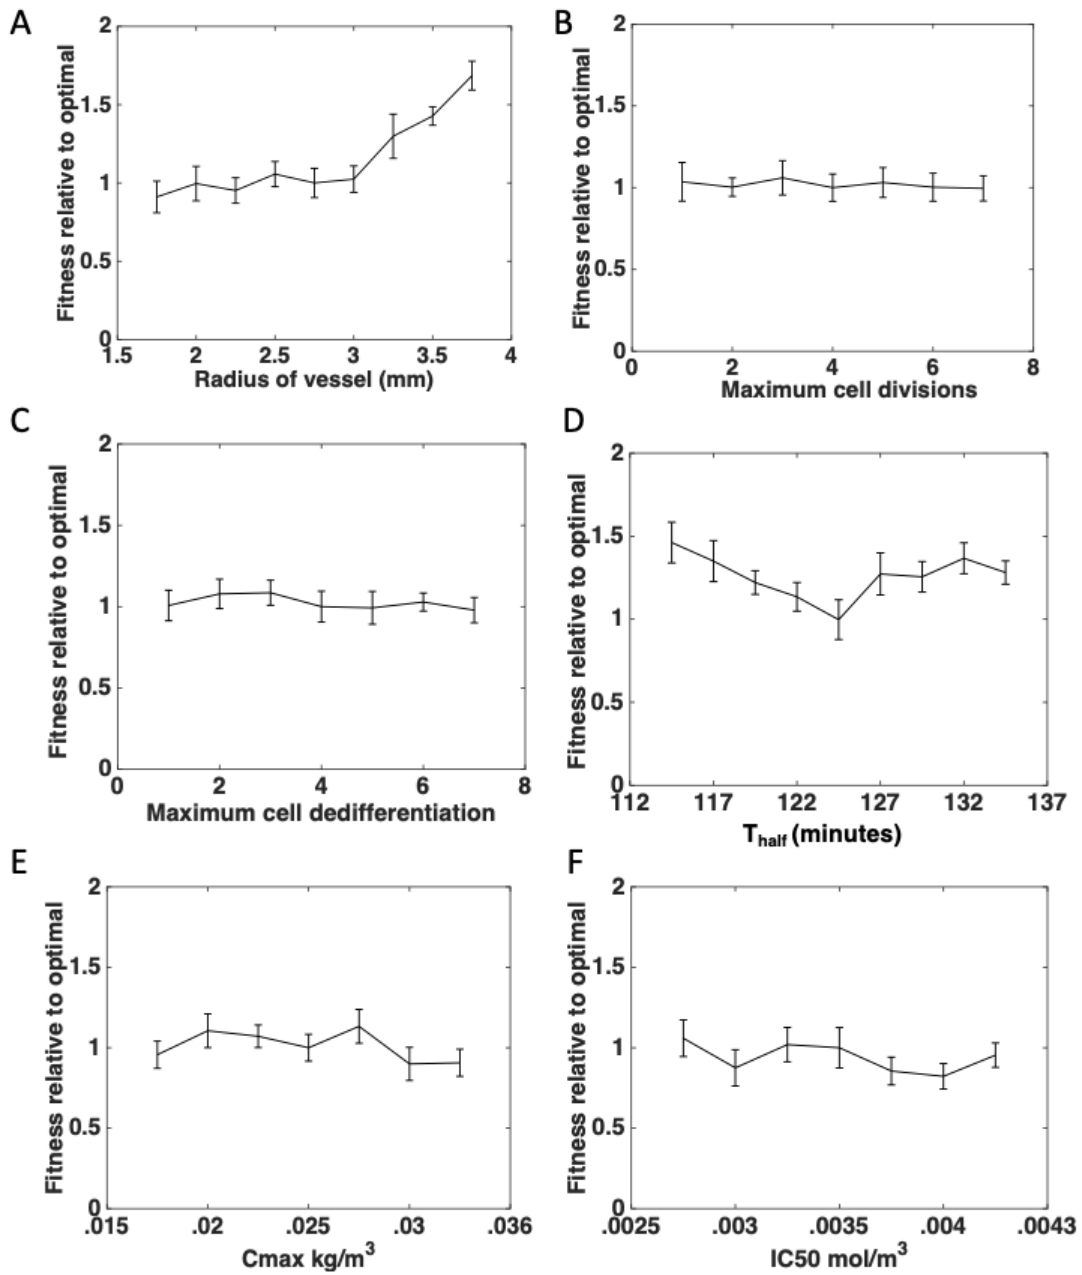 A
Fitness relative to optimal
2
1.5
1
0.5
0
1.5 2 2.5 3 3.5 4
Radius of vessel (mm)
B
Fitness relative to optimal
2
1.5
1
0.5
0
0 2 4 6 8
Maximum cell divisions
C
Fitness relative to optimal
2
1.5
1
0.5
0
0 2 4 6 8
Maximum cell dedifferentiation
D
Fitness relative to optimal
2
1.5
1
0.5
0
112 117 122 127 132 137
T_half (minutes)
E
Fitness relative to optimal
2
1.5
1
0.5
0
.015 .02 .025 .03 .036
Cmax kg/m³
F
Fitness relative to optimal
2
1.5
1
0.5
0
.0025 .003 .0035 .004 .0043
IC50 mol/m³